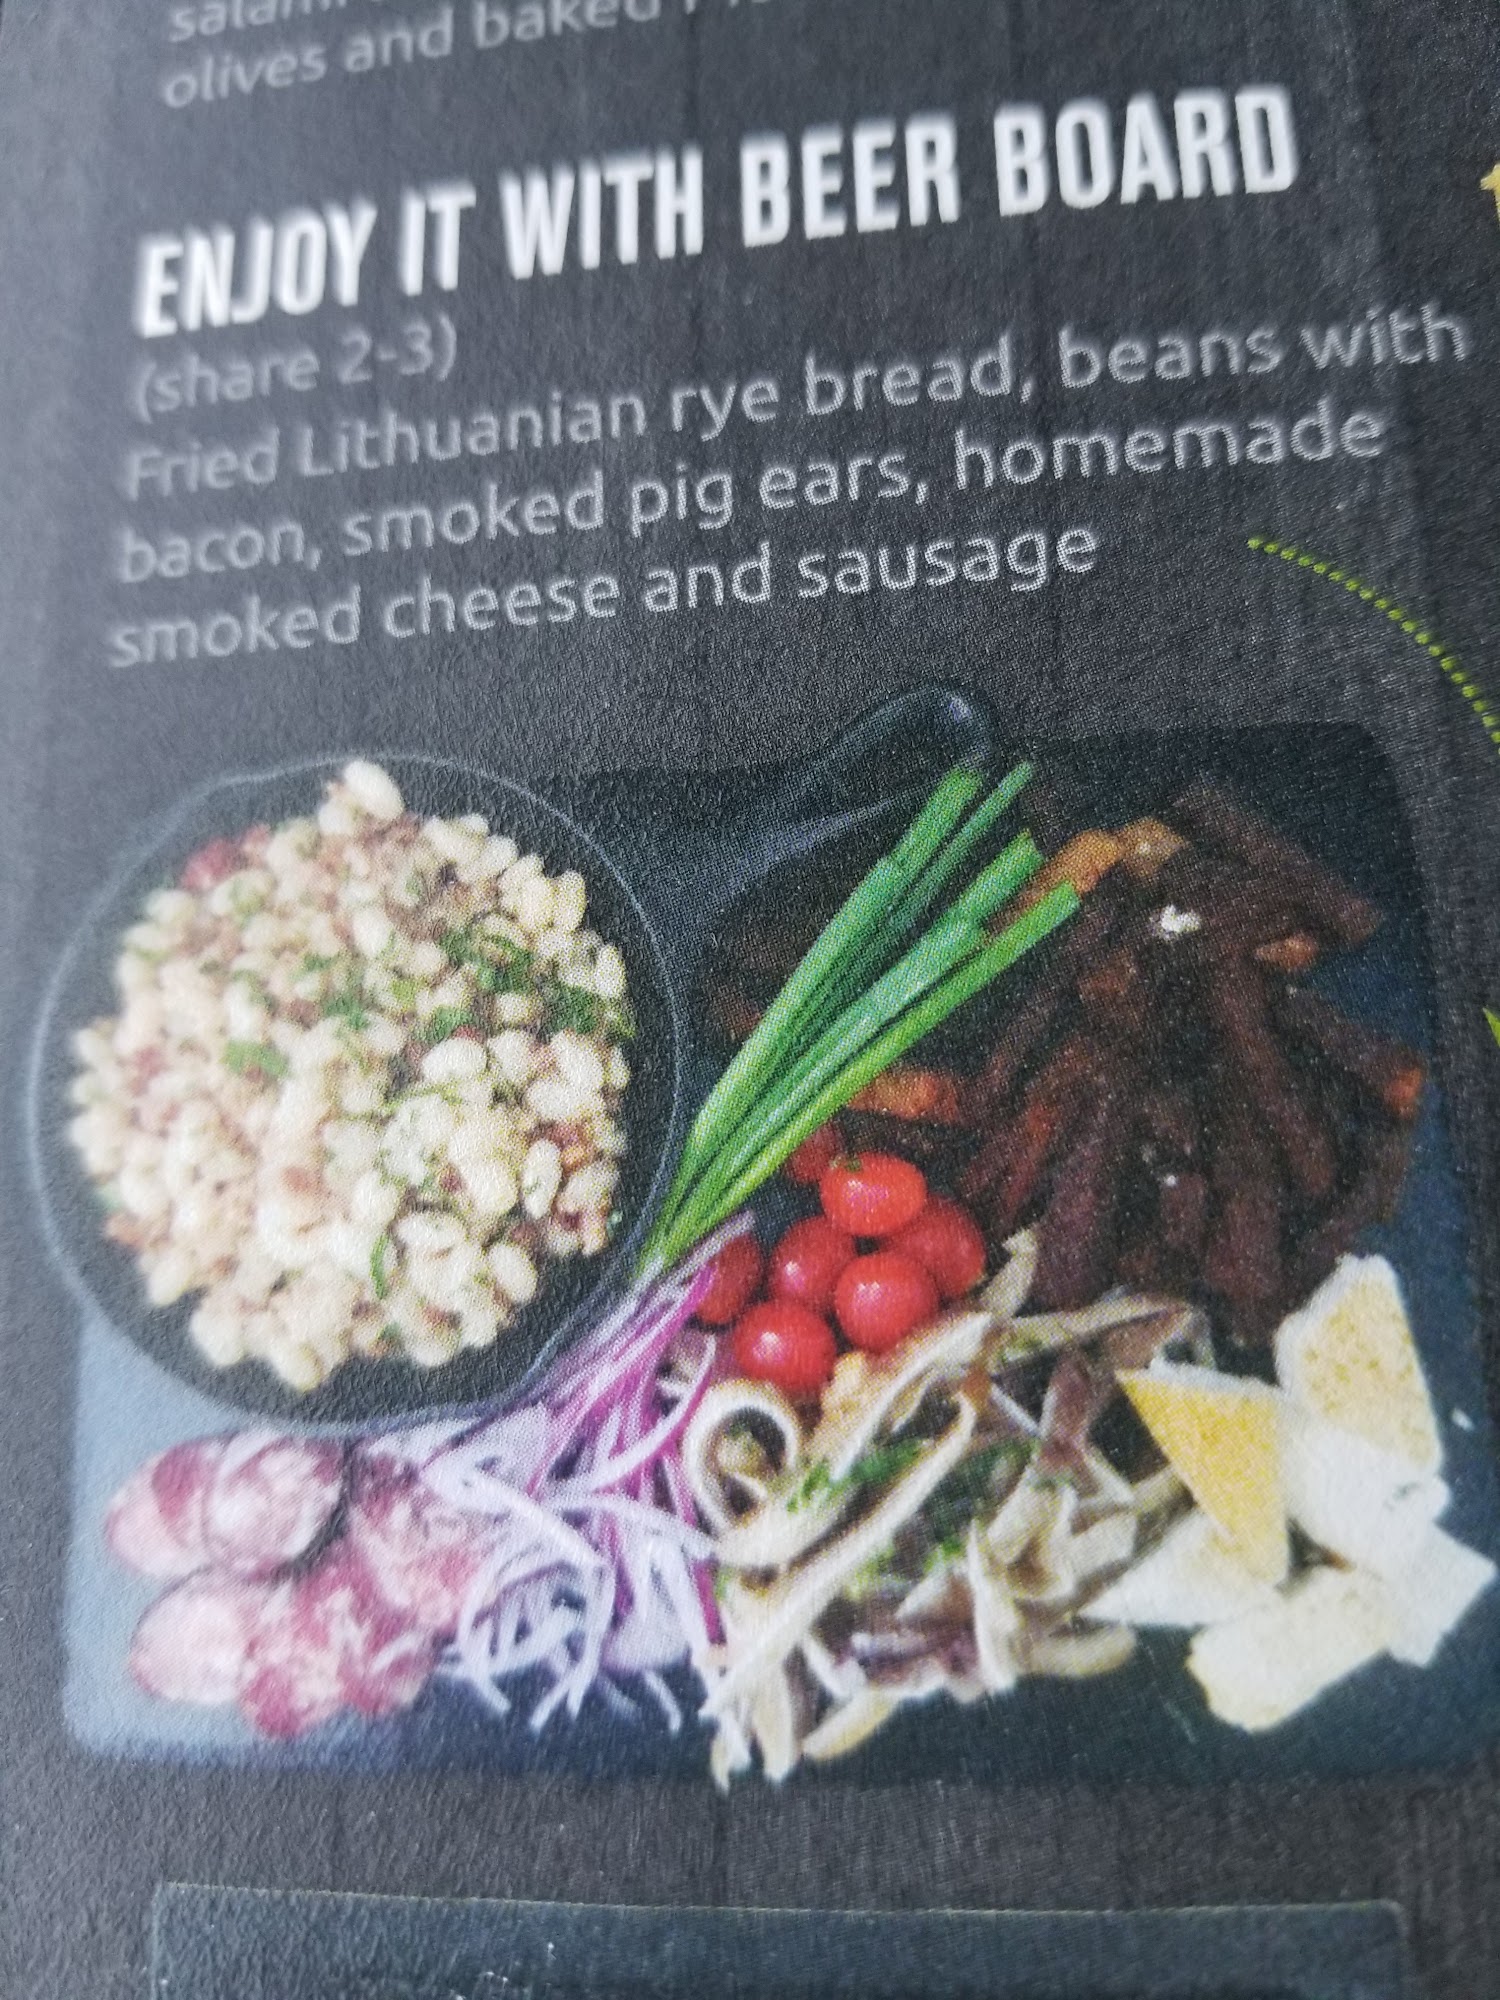 salami
olives and baked
ENJOY IT WITH BEER BOARD
(share 2-3)
Fried Lithuanian rye bread, beans with
bacon, smoked pig ears, homemade
smoked cheese and sausage